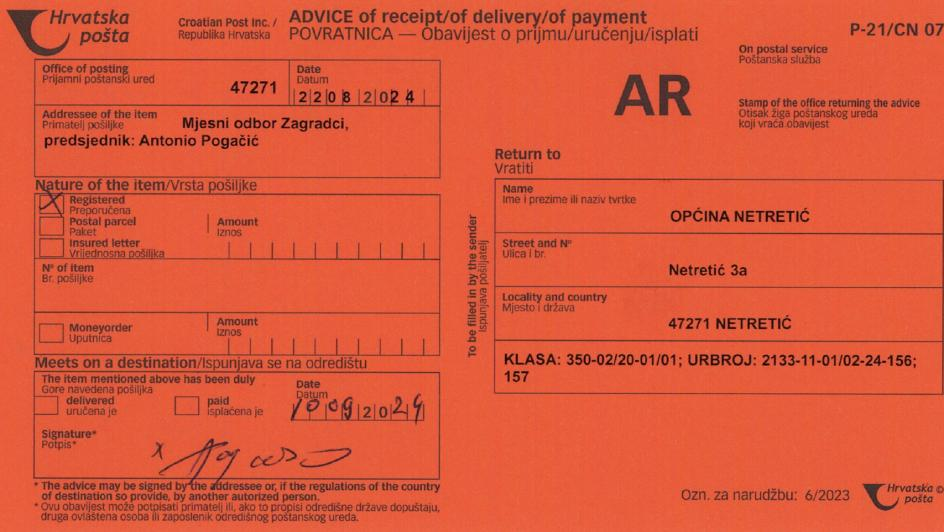 Hrvatska
pošta
Croatian Post Inc. /
Republika Hrvatska
ADVICE of receipt/of delivery/of payment
POVRATNICA — Obavijest o prijmu/uručenju/isplati
P-21/CN 07
On postal service
Poštanska služba
AR
Stamp of the office returning the advice
Otisak žiga poštanskog ureda
koji vraća obavijest
Office of posting
Prijamni poštanski ured
47271
Date
Datum
22 08 2024
Addressee of the item
Primatelj pošiljke
Mjesni odbor Zagradci,
predsjednik: Antonio Pogačić
Nature of the item/Vrsta pošiljke
X
Registered
Preporučena
Postal parcel
Paket
Amount
Iznos
Insured letter
Vrijednosna pošiljka
Nº of item
Br. pošiljke
Moneyorder
Uputnica
Amount
Iznos
Meets on a destination/Ispunjava se na odredištu
The item mentioned above has been duly
Gore navedena pošiljka
delivered
uručena je
paid
isplaćena je
Date
Datum
10 09 2024
Signature*
Potpis*
x
* The advice may be signed by the addressee or, if the regulations of the country
of destination so provide, by another autorized person.
* Ovu obavijest može potpisati primatelj ili, ako to propisi odredišne države dopuštaju,
druga ovlaštena osoba ili zaposlenik odredišnog poštanskog ureda.
To be filled in by the sender
Ispunjava pošiljatelj
Return to
Vratiti
Name
Ime i prezime ili naziv tvrtke
OPĆINA NETRETIĆ
Street and Nº
Ulica i br.
Netretić 3a
Locality and country
Mjesto i država
47271 NETRETIĆ
KLASA: 350-02/20-01/01; URBROJ: 2133-11-01/02-24-156;
157
Ozn. za narudžbu: 6/2023
Hrvatska
pošta
©